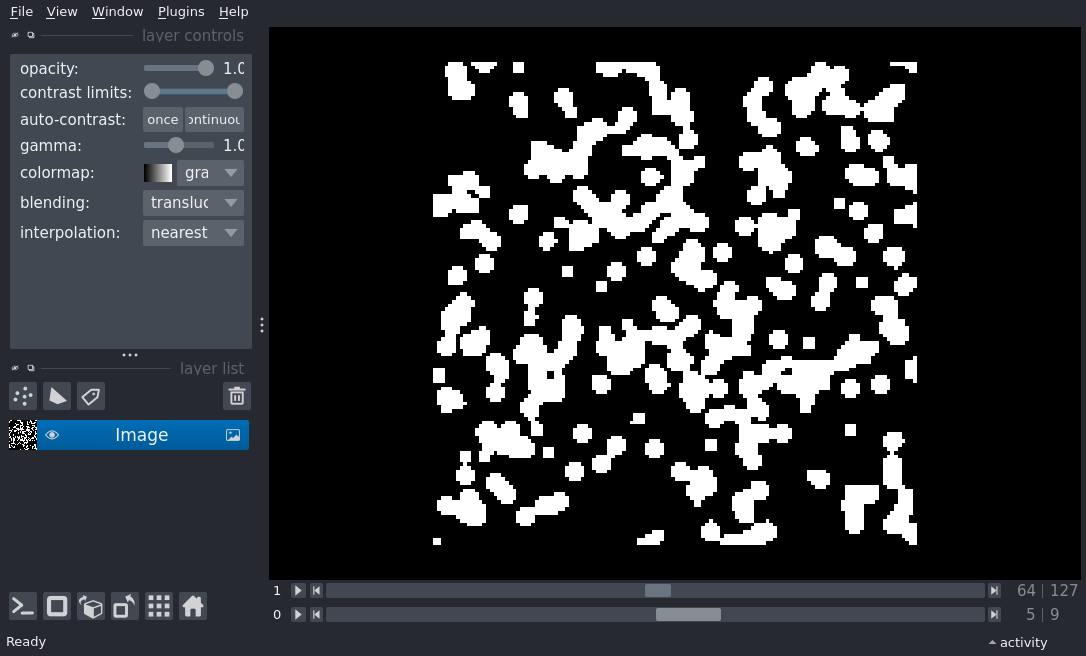 File View Window Plugins Help
layer controls
opacity: 1.0
contrast limits:
auto-contrast: once ontinuou
gamma: 1.0
colormap: gra
blending: transluc
interpolation: nearest
layer list
Image
1 64 127
0 5 9
Ready activity